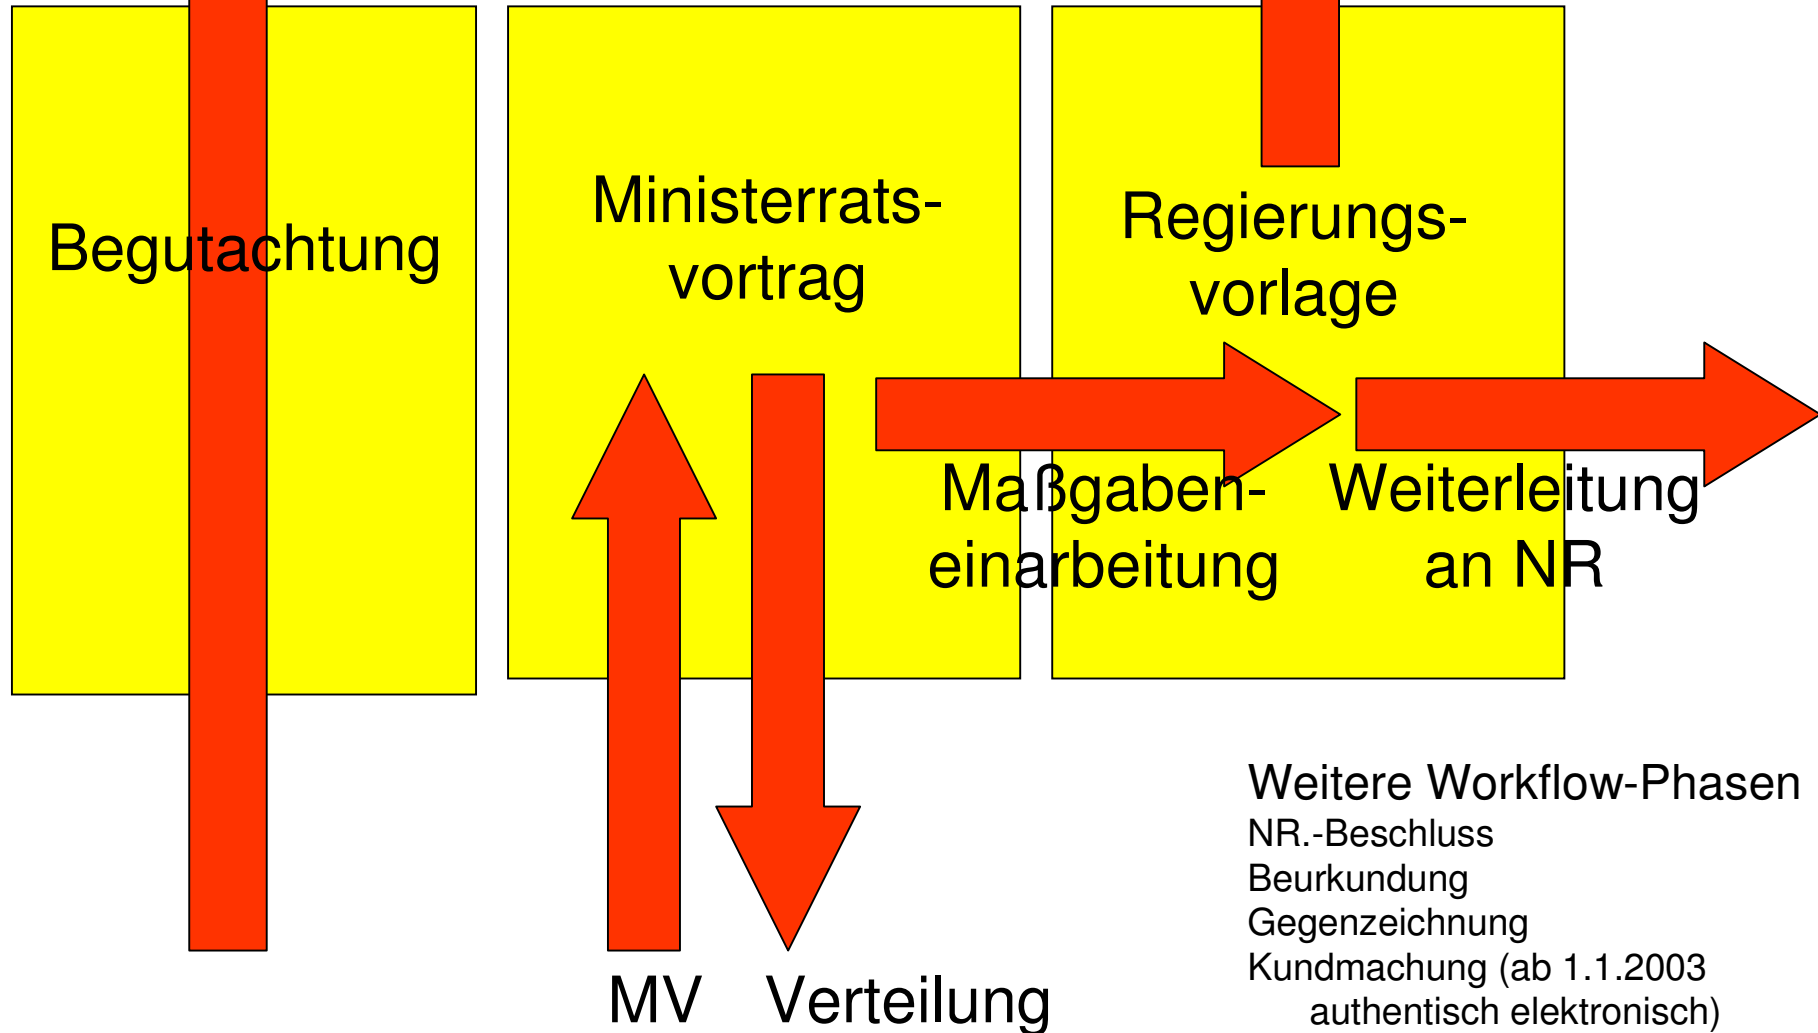 Begutachtung
Ministerrats-
vortrag
Regierungs-
vorlage
Maßgaben-
einarbeitung
Weiterleitung
an NR
MV
Verteilung
Weitere Workflow-Phasen
NR.-Beschluss
Beurkundung
Gegenzeichnung
Kundmachung (ab 1.1.2003
authentisch elektronisch)